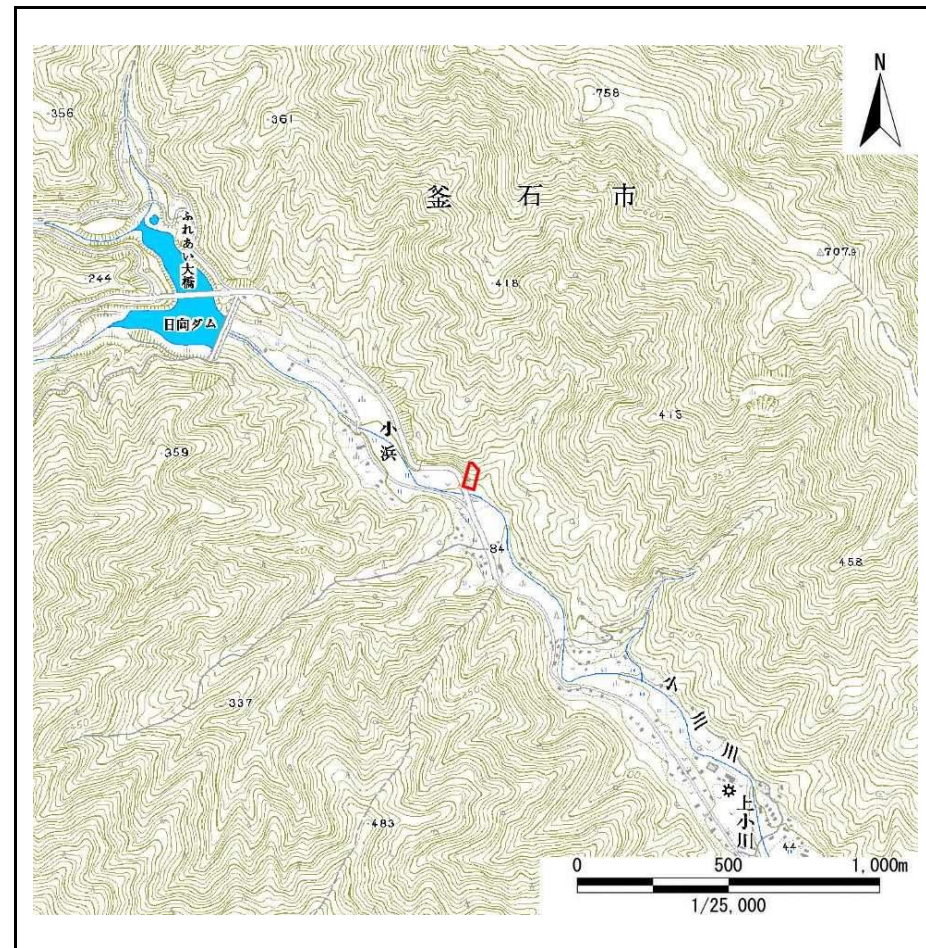 N
・758
・356
・361
釜石市
ふれあい大橋
△707.9
・244
・418
日向ダム
・415
小浜
・359
・84
・458
小川川
・337
上小川
・483
44
0 500 1,000m
1/25,000